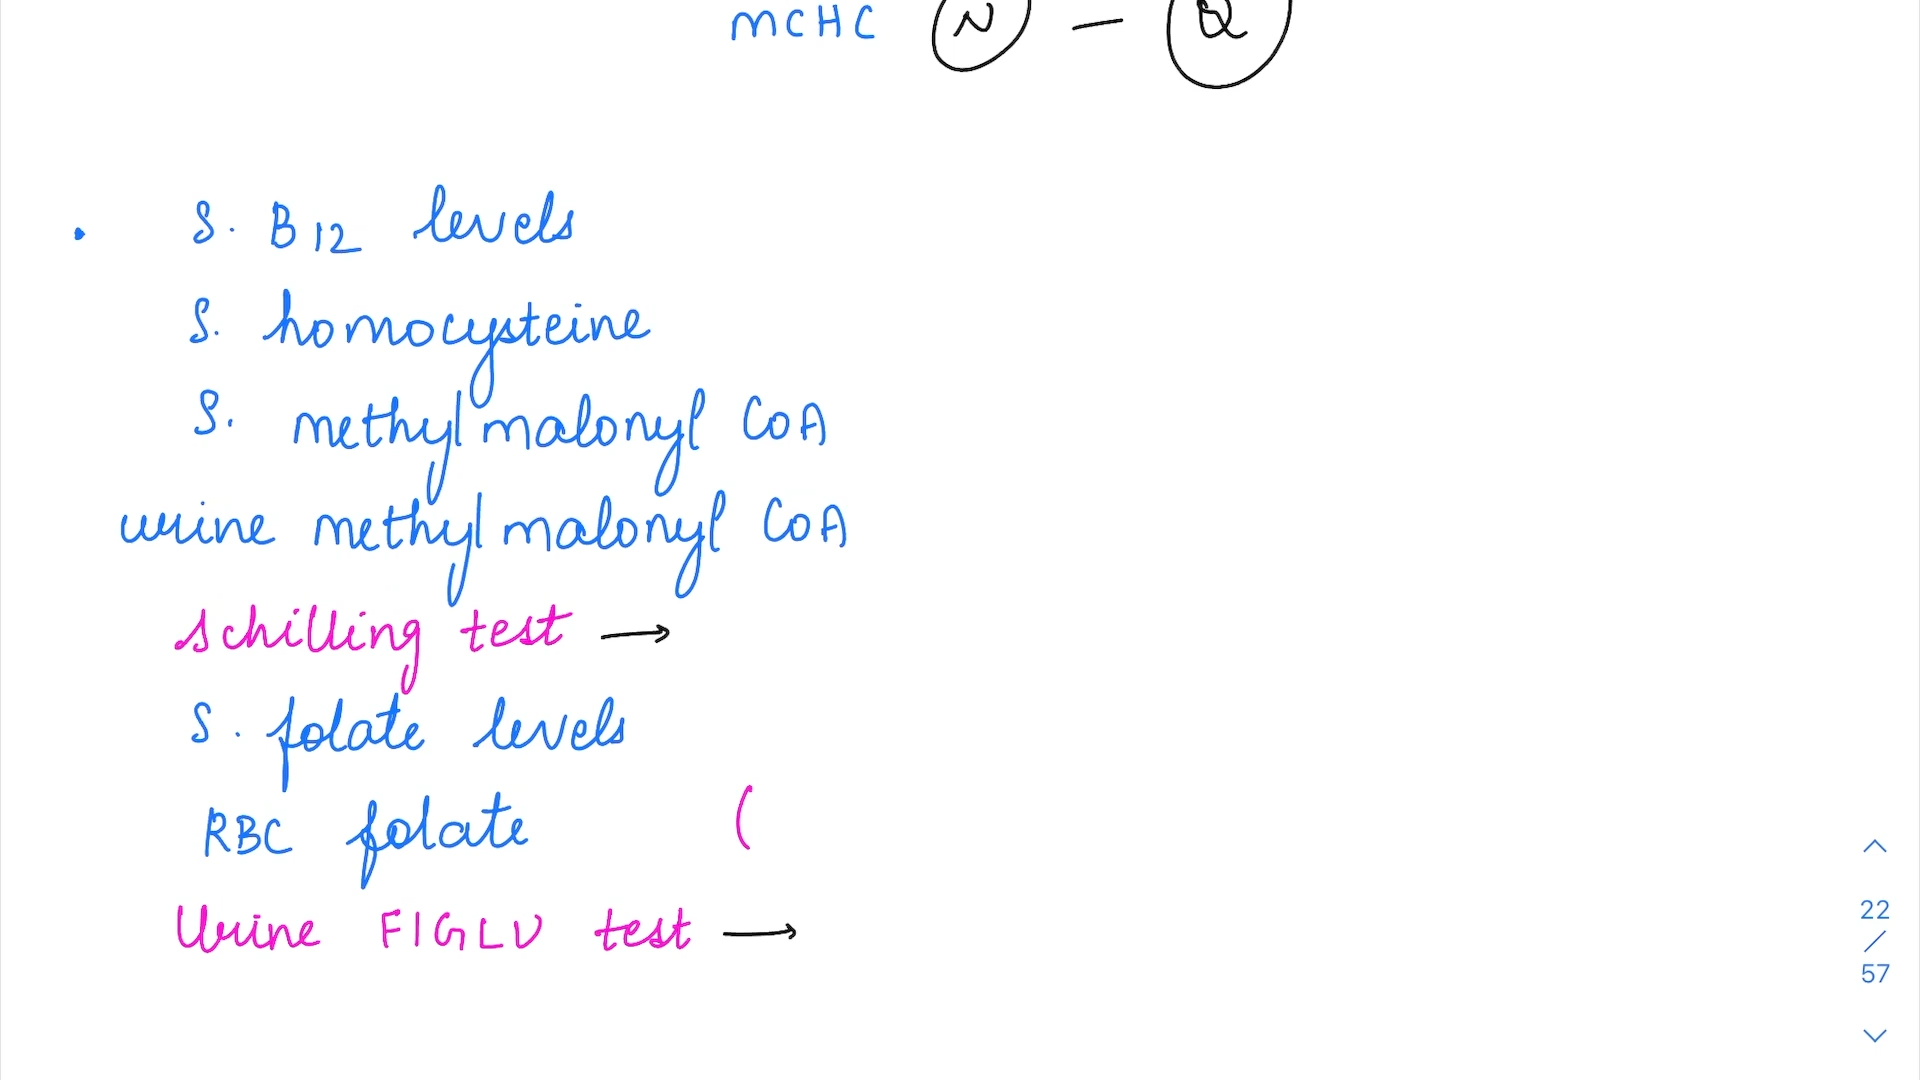 MCHC N - Q
. S. B12 levels
S. homocysteine
S. methylmalonyl CoA
urine methylmalonyl CoA
Schilling test →
S. folate levels
RBC folate (
Urine FIGLU test →
22
/
57